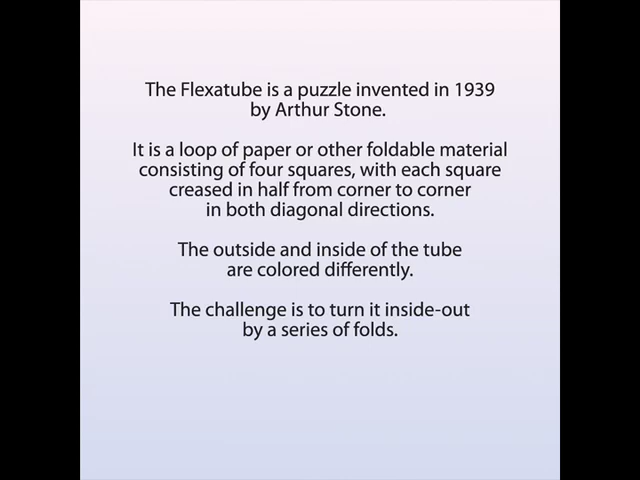 The Flexatube is a puzzle invented in 1939
by Arthur Stone.
It is a loop of paper or other foldable material
consisting of four squares, with each square
creased in half from corner to corner
in both diagonal directions.
The outside and inside of the tube
are colored differently.
The challenge is to turn it inside-out
by a series of folds.